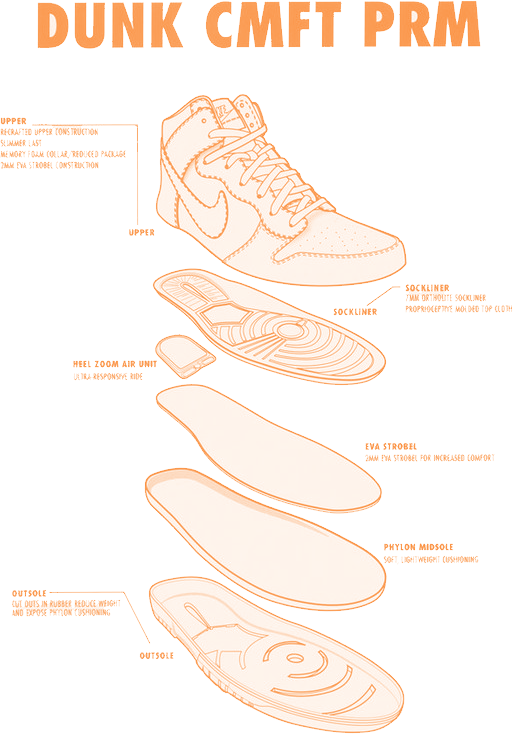 DUNK CMFT PRM
UPPER
RECRAFTED UPPER CONSTRUCTION
SLIMMER LAST
MEMORY FOAM COLLAR, REDUCED PACKAGE
2MM EVA STROBEL CONSTRUCTION
UPPER
SOCKLINER
7MM ORTHOLITE SOCKLINER
PROPRIOCEPTIVE MOLDED TOP CLOTH
SOCKLINER
HEEL ZOOM AIR UNIT
ULTRA RESPONSIVE RIDE
EVA STROBEL
2MM EVA STROBEL FOR INCREASED COMFORT
PHYLON MIDSOLE
SOFT LIGHTWEIGHT CUSHIONING
OUTSOLE
CUT OUTS IN RUBBER REDUCE WEIGHT
AND EXPOSE PHYLON CUSHIONING
OUTSOLE